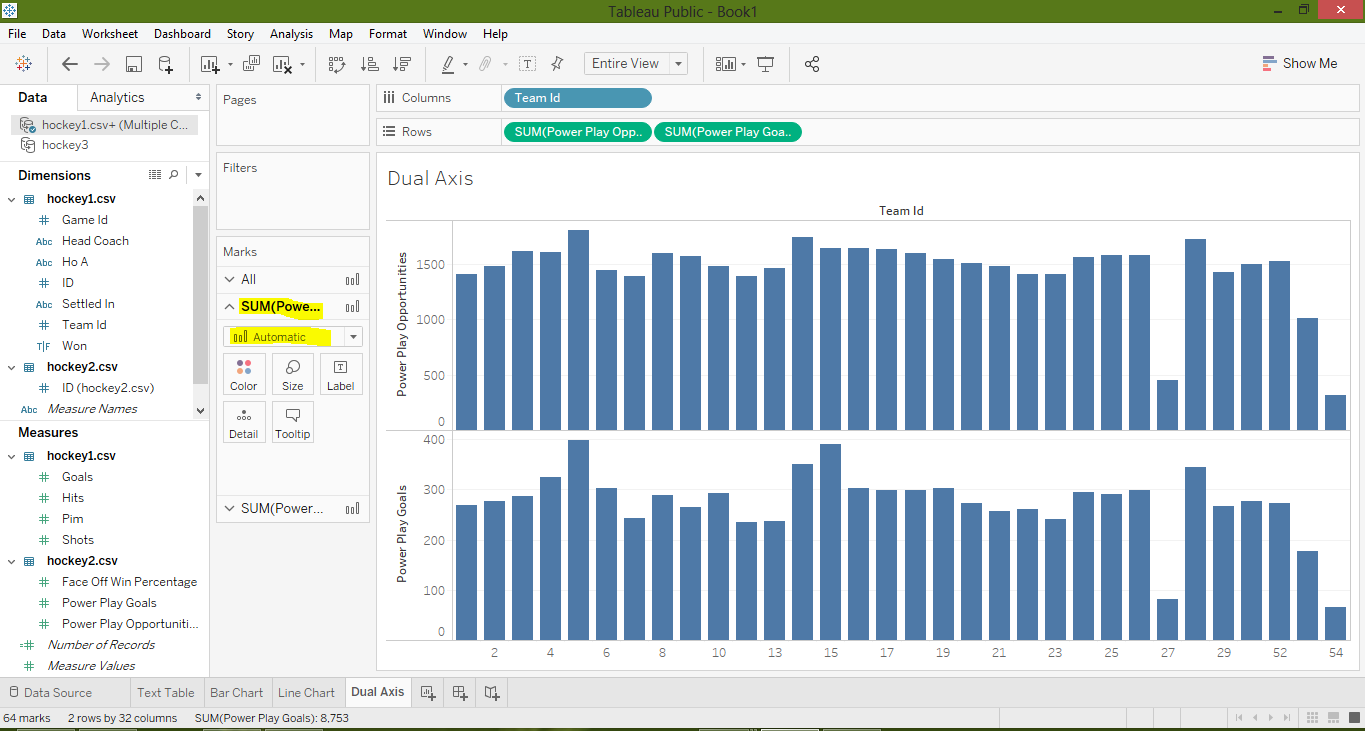 Tableau Public - Book1
File Data Worksheet Dashboard Story Analysis Map Format Window Help
Entire View
Show Me
Data Analytics
hockey1.csv+ (Multiple C...
hockey3
Dimensions
hockey1.csv
# Game Id
Abc Head Coach
Abc Ho A
# ID
Abc Settled In
# Team Id
T|F Won
hockey2.csv
# ID (hockey2.csv)
Abc Measure Names
Measures
hockey1.csv
# Goals
# Hits
# Pim
# Shots
hockey2.csv
# Face Off Win Percentage
# Power Play Goals
# Power Play Opportuniti...
=# Number of Records
# Measure Values
Pages
Filters
Marks
All
SUM(Powe...
Automatic
Color Size T Label
Detail Tooltip
SUM(Power...
Columns Team Id
Rows SUM(Power Play Opp.. SUM(Power Play Goa..
Dual Axis
Team Id
Power Play Opportunities
1500
1000
500
0
Power Play Goals
400
300
200
100
0
2 4 6 8 10 13 15 17 19 21 23 25 27 29 52 54
Data Source Text Table Bar Chart Line Chart Dual Axis
64 marks 2 rows by 32 columns SUM(Power Play Goals): 8,753